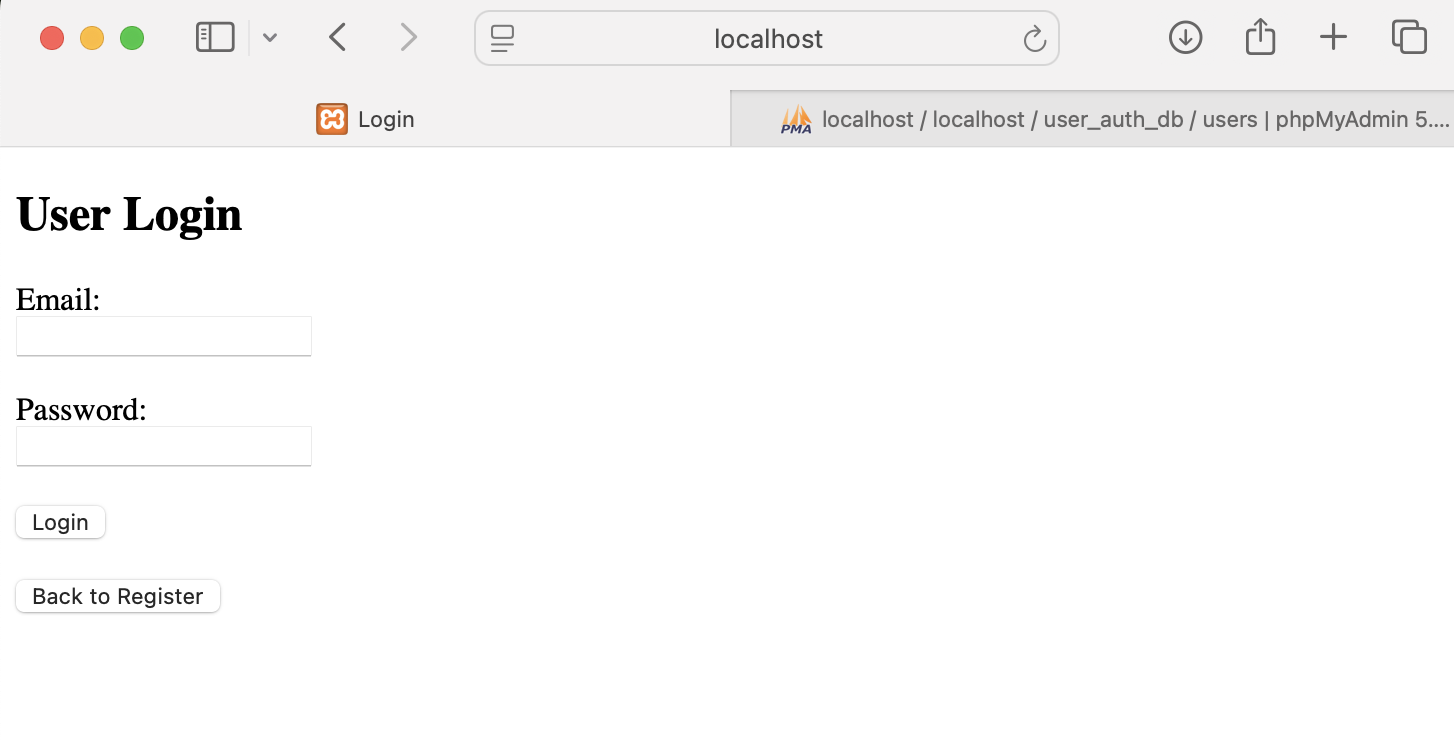 localhost
Login
PMA localhost / localhost / user_auth_db / users | phpMyAdmin 5....
User Login
Email:
Password:
Login
Back to Register